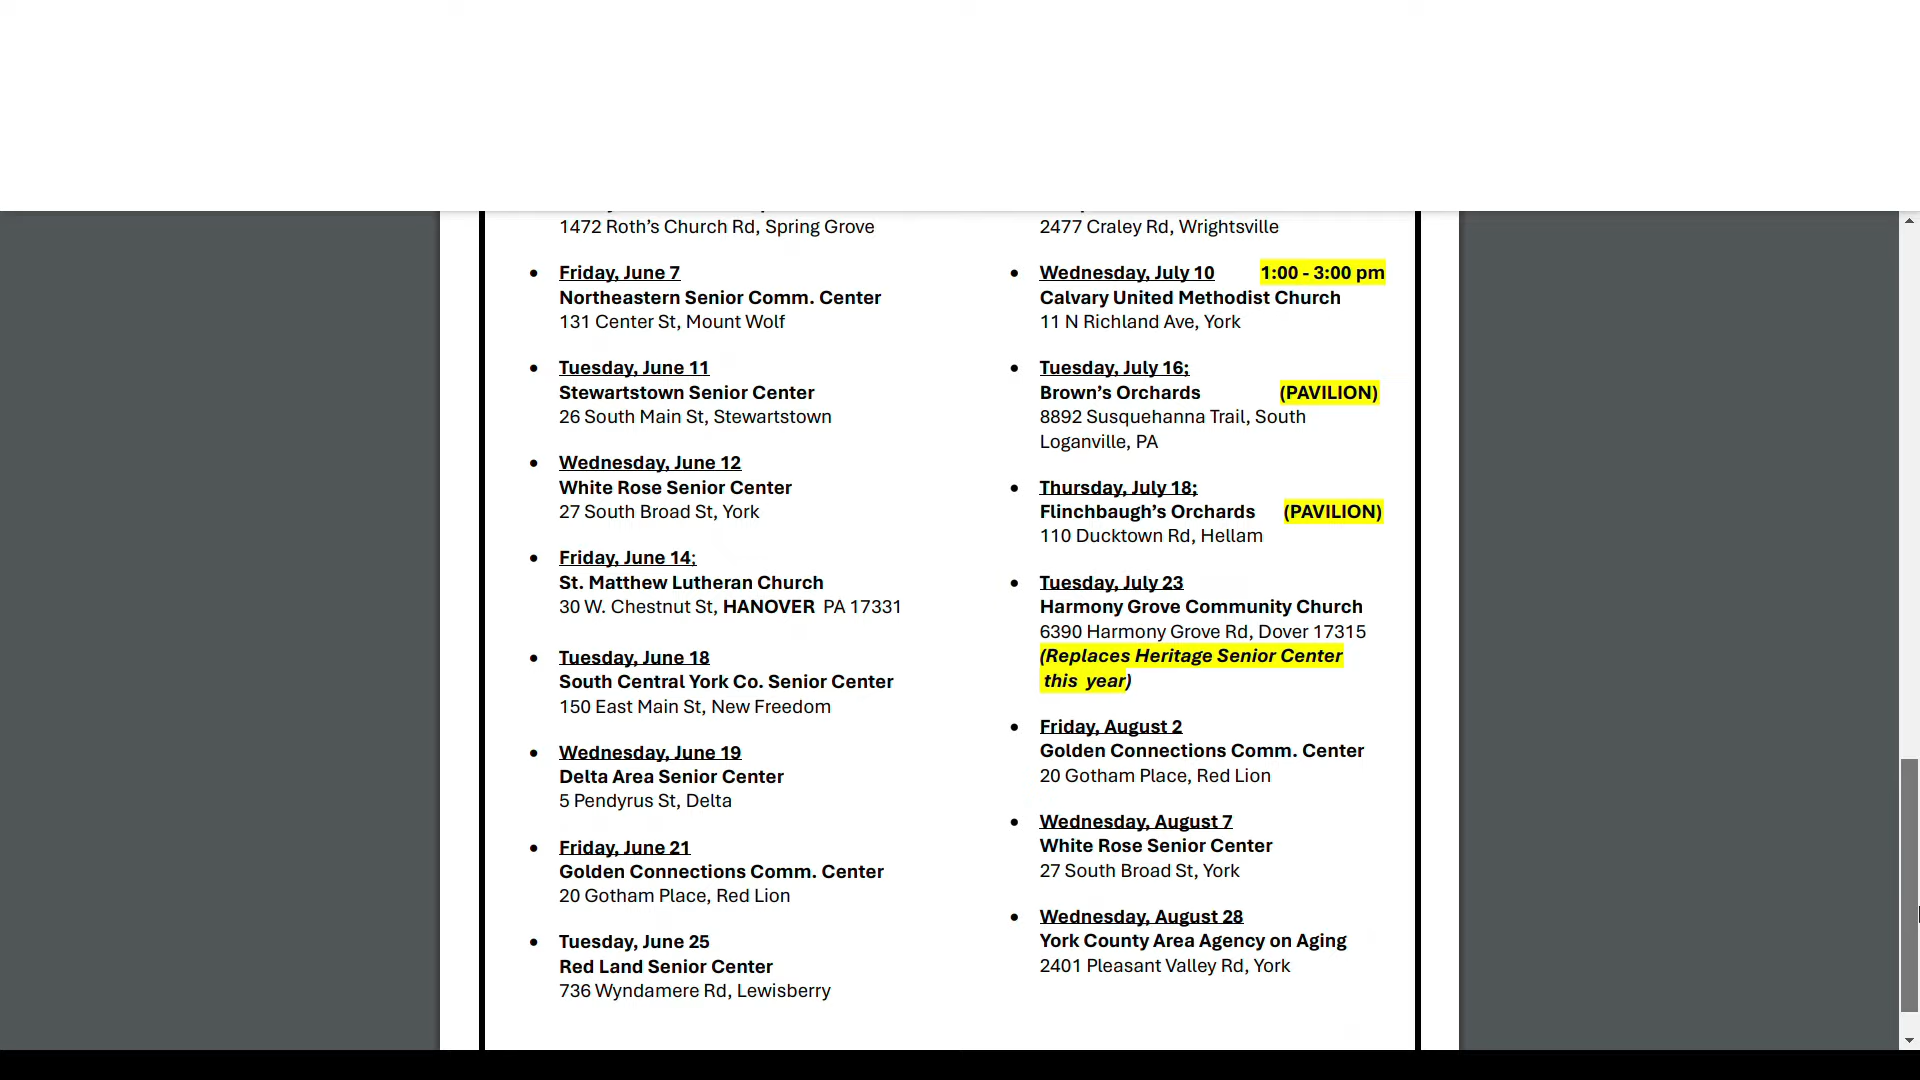 1472 Roth’s Church Rd, Spring Grove
Friday, June 7
Northeastern Senior Comm. Center
131 Center St, Mount Wolf
Tuesday, June 11
Stewartstown Senior Center
26 South Main St, Stewartstown
Wednesday, June 12
White Rose Senior Center
27 South Broad St, York
Friday, June 14;
St. Matthew Lutheran Church
30 W. Chestnut St, HANOVER PA 17331
Tuesday, June 18
South Central York Co. Senior Center
150 East Main St, New Freedom
Wednesday, June 19
Delta Area Senior Center
5 Pendyrus St, Delta
Friday, June 21
Golden Connections Comm. Center
20 Gotham Place, Red Lion
Tuesday, June 25
Red Land Senior Center
736 Wyndamere Rd, Lewisberry
2477 Craley Rd, Wrightsville
Wednesday, July 10 1:00 - 3:00 pm
Calvary United Methodist Church
11 N Richland Ave, York
Tuesday, July 16;
Brown’s Orchards (PAVILION)
8892 Susquehanna Trail, South
Loganville, PA
Thursday, July 18;
Flinchbaugh’s Orchards (PAVILION)
110 Ducktown Rd, Hellam
Tuesday, July 23
Harmony Grove Community Church
6390 Harmony Grove Rd, Dover 17315
(Replaces Heritage Senior Center
this year)
Friday, August 2
Golden Connections Comm. Center
20 Gotham Place, Red Lion
Wednesday, August 7
White Rose Senior Center
27 South Broad St, York
Wednesday, August 28
York County Area Agency on Aging
2401 Pleasant Valley Rd, York